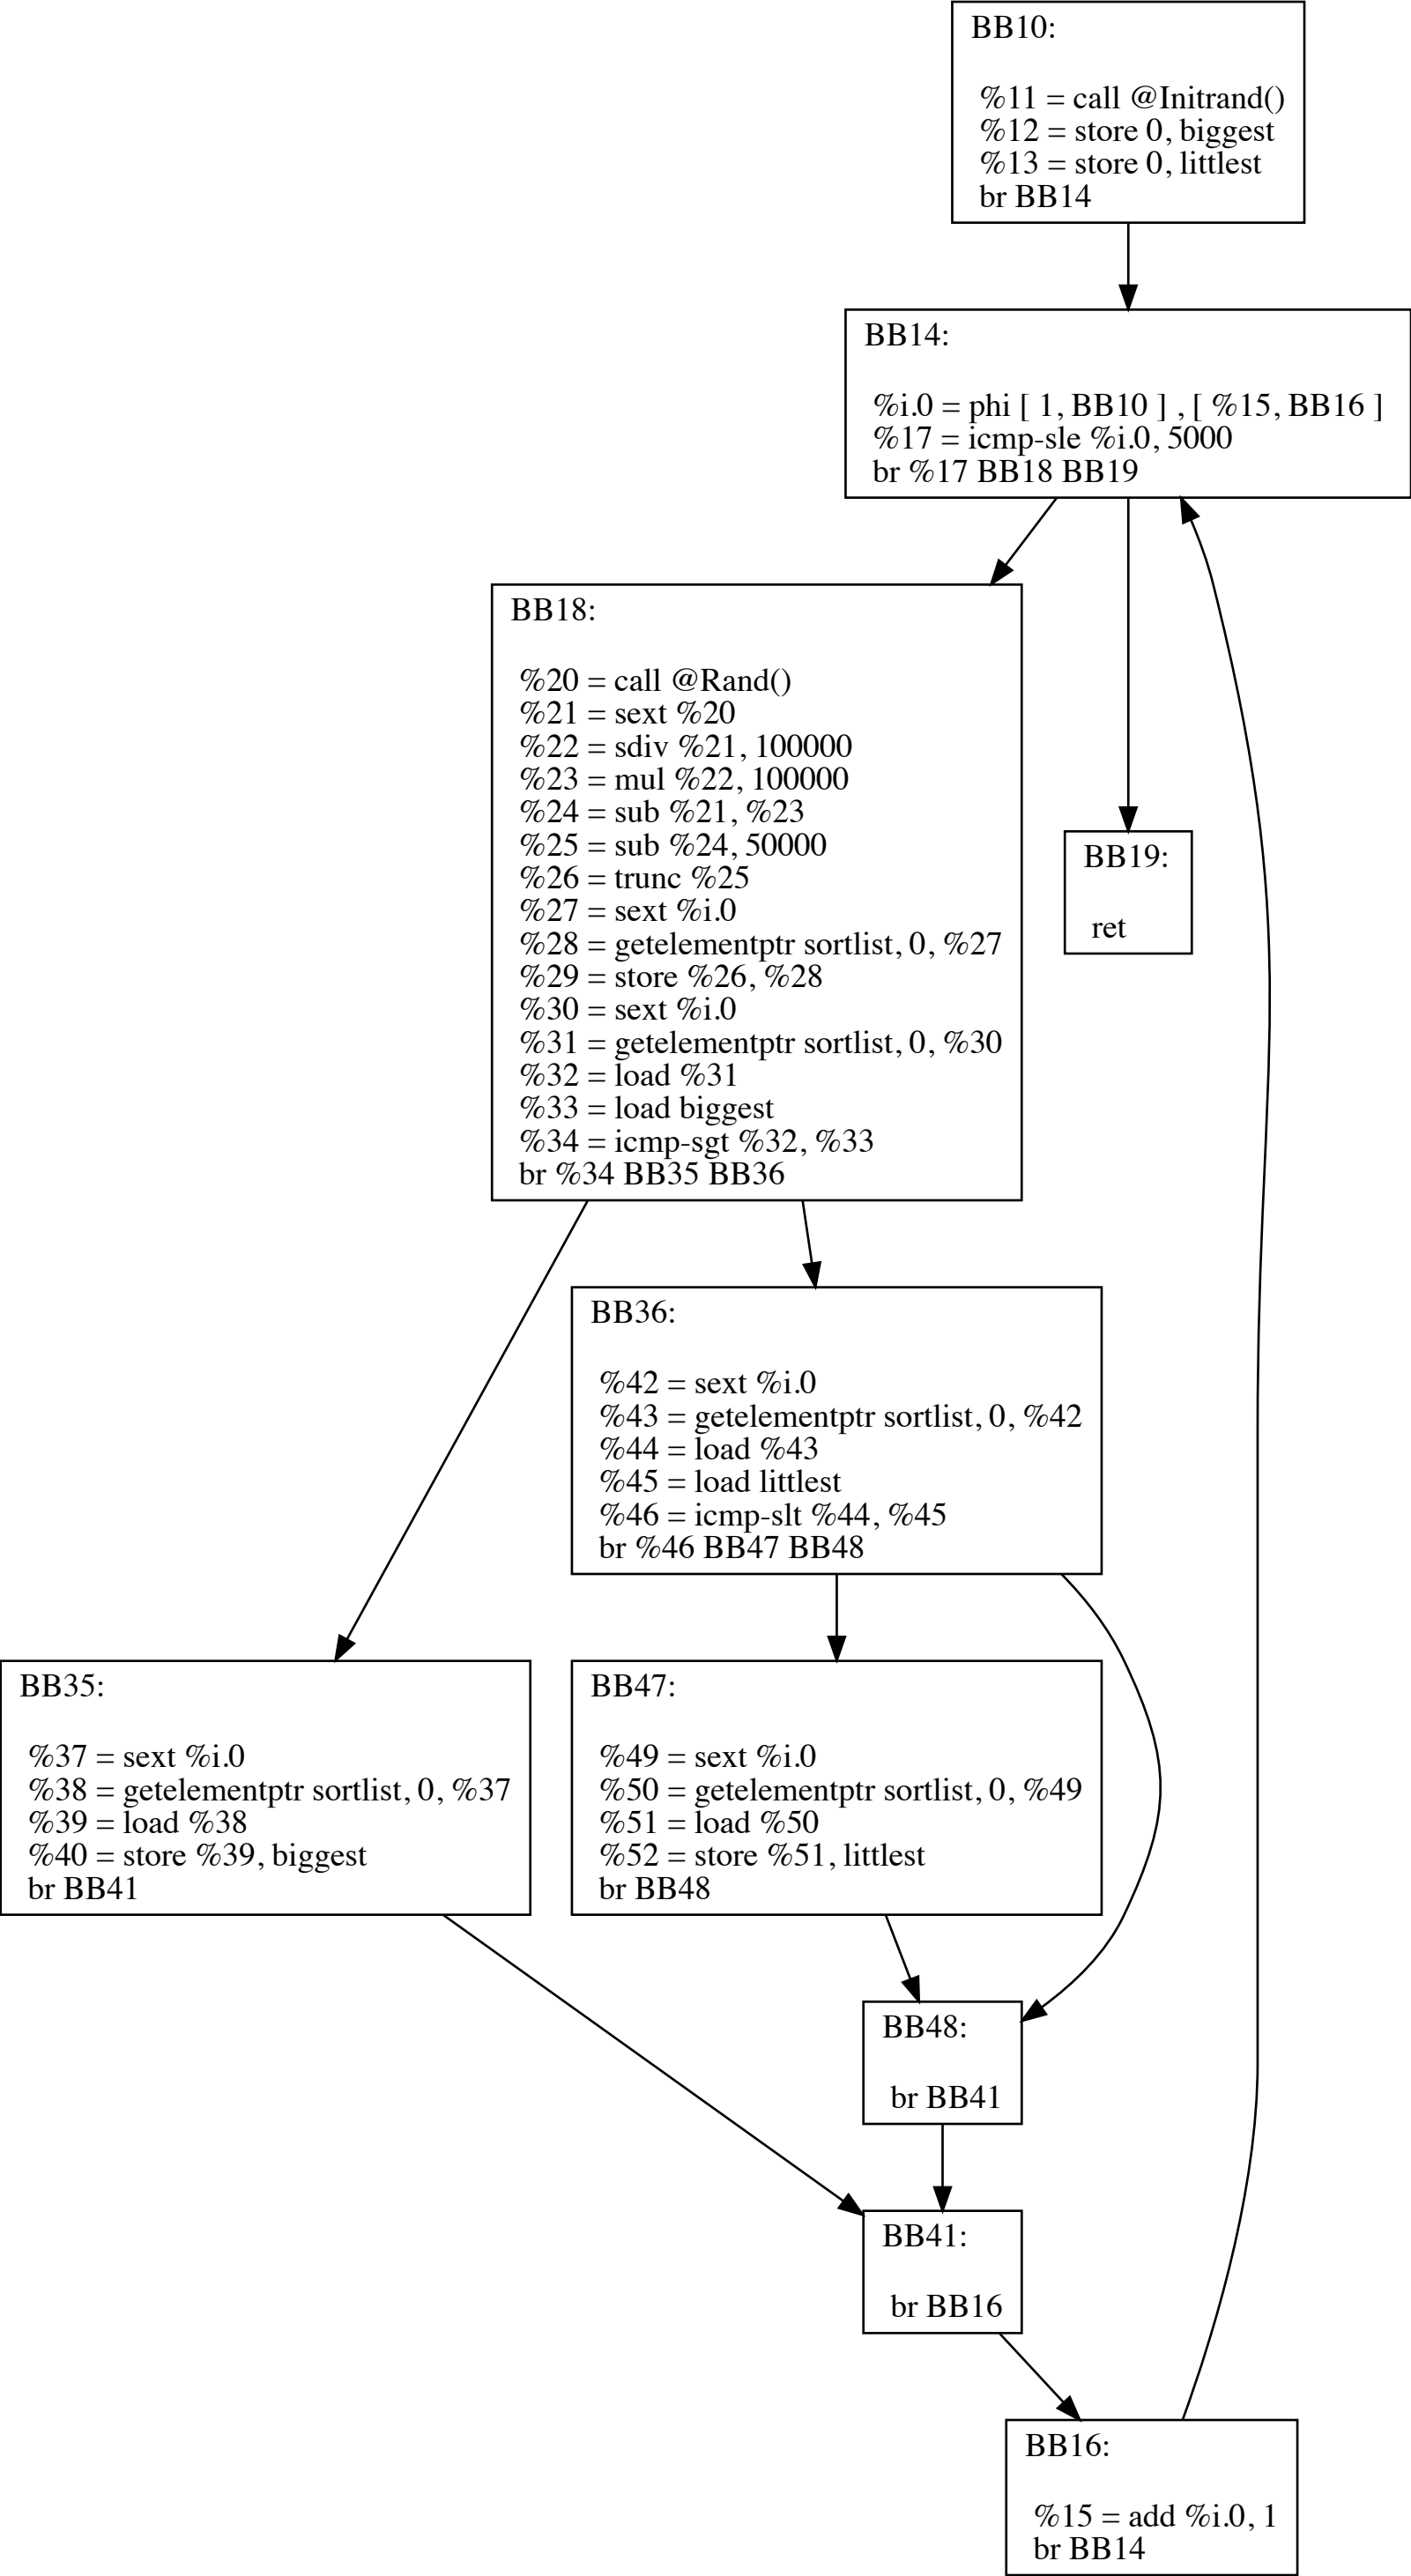 BB10:
%11 = call @Initrand()
%12 = store 0, biggest
%13 = store 0, littlest
br BB14
BB14:
%i.0 = phi [ 1, BB10 ] , [ %15, BB16 ]
%17 = icmp-sle %i.0, 5000
br %17 BB18 BB19
BB18:
%20 = call @Rand()
%21 = sext %20
%22 = sdiv %21, 100000
%23 = mul %22, 100000
%24 = sub %21, %23
%25 = sub %24, 50000
%26 = trunc %25
%27 = sext %i.0
%28 = getelementptr sortlist, 0, %27
%29 = store %26, %28
%30 = sext %i.0
%31 = getelementptr sortlist, 0, %30
%32 = load %31
%33 = load biggest
%34 = icmp-sgt %32, %33
br %34 BB35 BB36
BB19:
ret
BB36:
%42 = sext %i.0
%43 = getelementptr sortlist, 0, %42
%44 = load %43
%45 = load littlest
%46 = icmp-slt %44, %45
br %46 BB47 BB48
BB35:
%37 = sext %i.0
%38 = getelementptr sortlist, 0, %37
%39 = load %38
%40 = store %39, biggest
br BB41
BB47:
%49 = sext %i.0
%50 = getelementptr sortlist, 0, %49
%51 = load %50
%52 = store %51, littlest
br BB48
BB48:
br BB41
BB41:
br BB16
BB16:
%15 = add %i.0, 1
br BB14